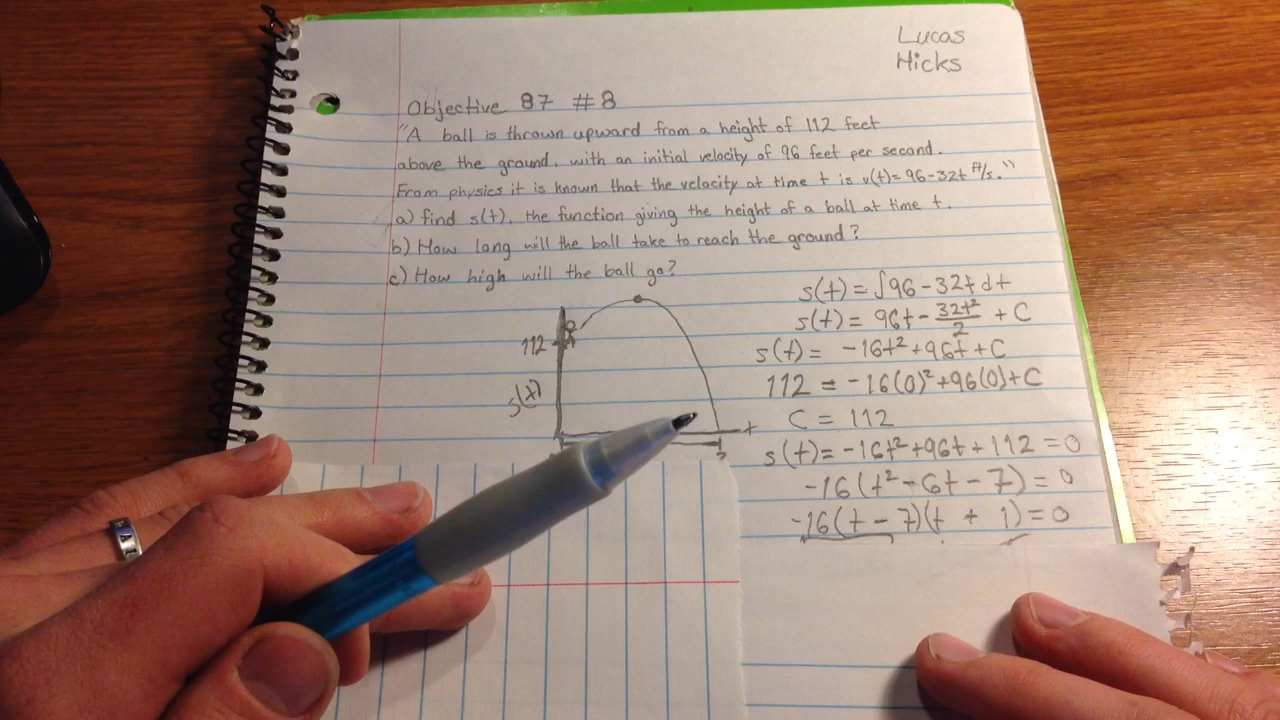 Lucas
Hicks
Objective 87 #8
"A ball is thrown upward from a height of 112 feet
above the ground, with an initial velocity of 96 feet per second.
From physics it is known that the velocity at time t is v(t)=96-32t ft/s."
a) find s(t), the function giving the height of a ball at time t.
b) How long will the ball take to reach the ground?
c) How high will the ball go?
s(t) = ∫96-32t dt
s(t) = 96t - 32t²/2 + C
s(t) = -16t²+96t+C
112 = -16(0)²+96(0)+C
C = 112
s(t) = -16t²+96t+112 = 0
-16(t²-6t-7) = 0
-16(t-7)(t + 1) = 0
112
t
?